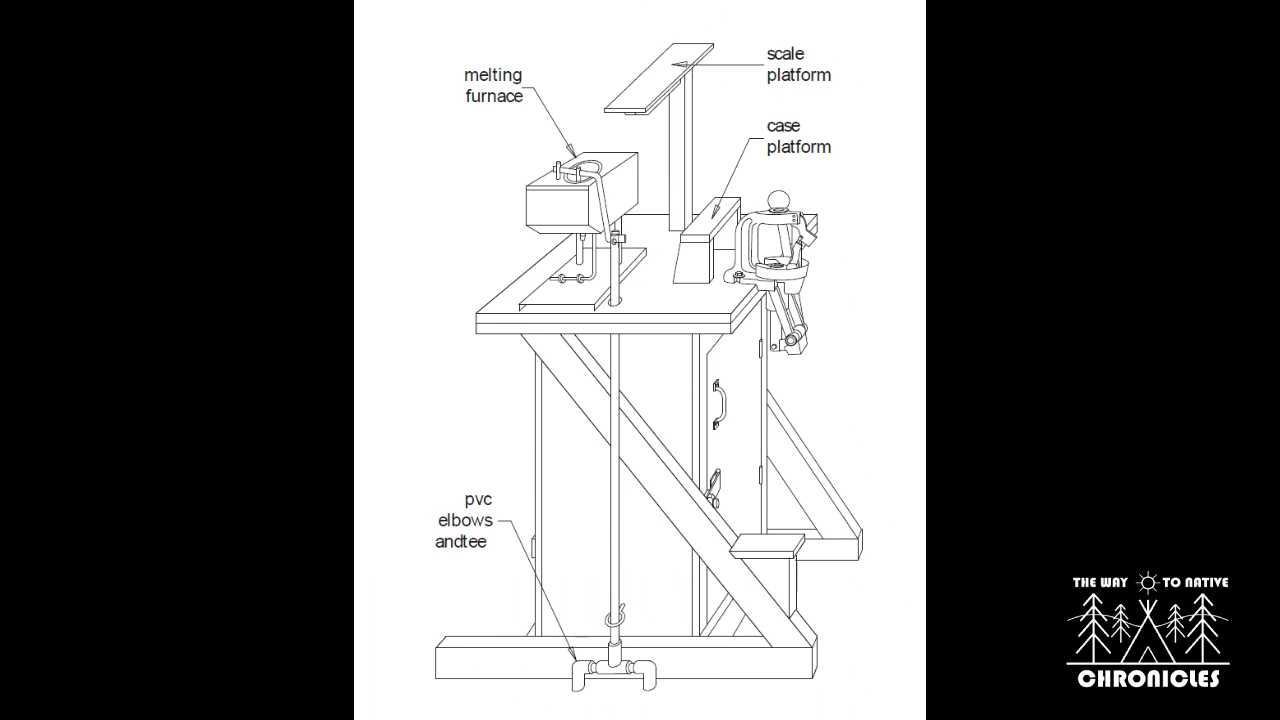 scale
platform
melting
furnace
case
platform
pvc
elbows
andtee
THE WAY TO NATIVE
CHRONICLES